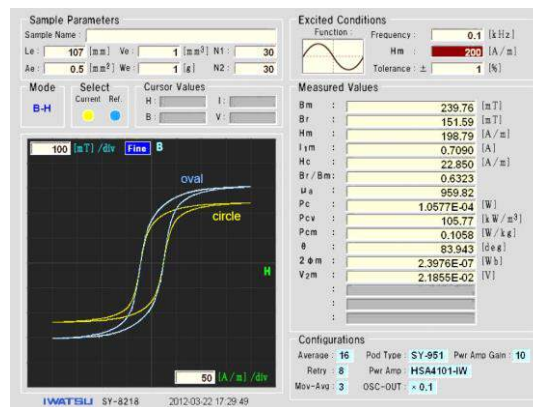 Sample Parameters
Sample Name :
Le : 107 [mm] Ve : 1 [mm³] N1 : 30
Ae : 0.5 [mm²] We : 1 [g] N2 : 30
Mode
B-H
Select
Current Ref.
Cursor Values
H : I :
B : V :
100 [mT] /div Fine B
oval
circle
H
50 [A/m] /div
IWATSU SY-8218 2012-03-22 17:29:49
Excited Conditions
Function :
Frequency : 0.1 [kHz]
Hm : 200 [A/m]
Tolerance : ± 1 [%]
Measured Values
Bm : 239.76 [mT]
Br : 151.59 [mT]
Hm : 198.79 [A/m]
I1m : 0.7090 [A]
Hc : 22.850 [A/m]
Br/Bm : 0.6323
μa : 959.82
Pc : 1.0577E-04 [W]
Pcv : 105.77 [kW/m³]
Pcm : 0.1058 [W/kg]
θ : 83.943 [deg]
2φm : 2.3976E-07 [Wb]
V2m : 2.1855E-02 [V]
:
:
:
Configurations
Average : 16 Pod Type : SY-951 Pwr Amp Gain : 10
Retry : 8 Pwr Amp : HSA4101-IW
Mov-Avg : 3 OSC-OUT : × 0.1